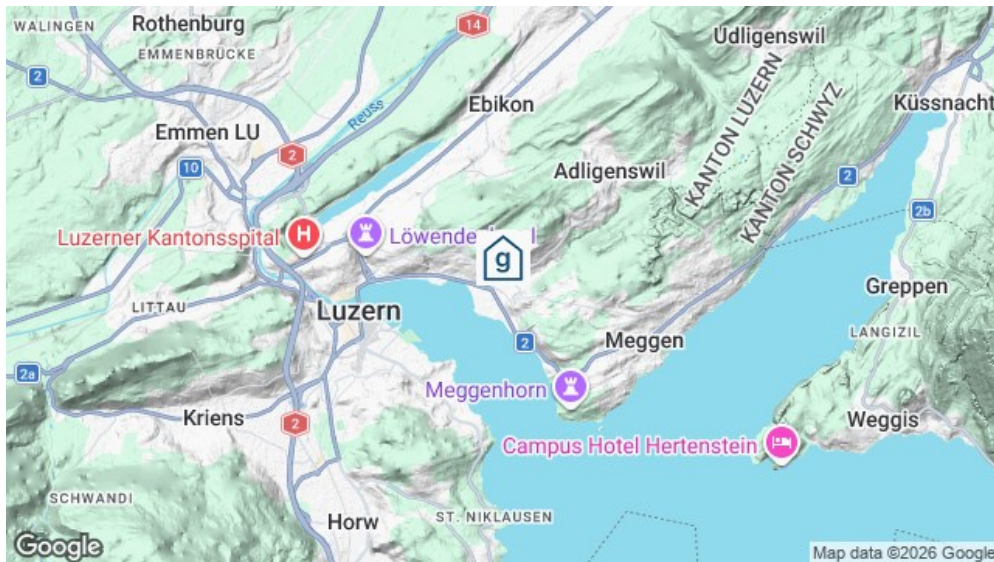 WALINGEN
Rothenburg
EMMENBRÜCKE
14
2
Udligenswil
Ebikon
Reuss
KANTON LUZERN
KANTON SCHWYZ
Küssnacht
Emmen LU
2
10
Adligenswil
2
2b
H
Luzerner Kantonsspital
g
Greppen
LITTAU
Luzern
LANGIZIL
2
Meggen
2a
Meggenhorn
Kriens
2
Weggis
Campus Hotel Hertenstein
SCHWANDI
Horw
ST. NIKLAUSEN
Google
Map data ©2026 Google